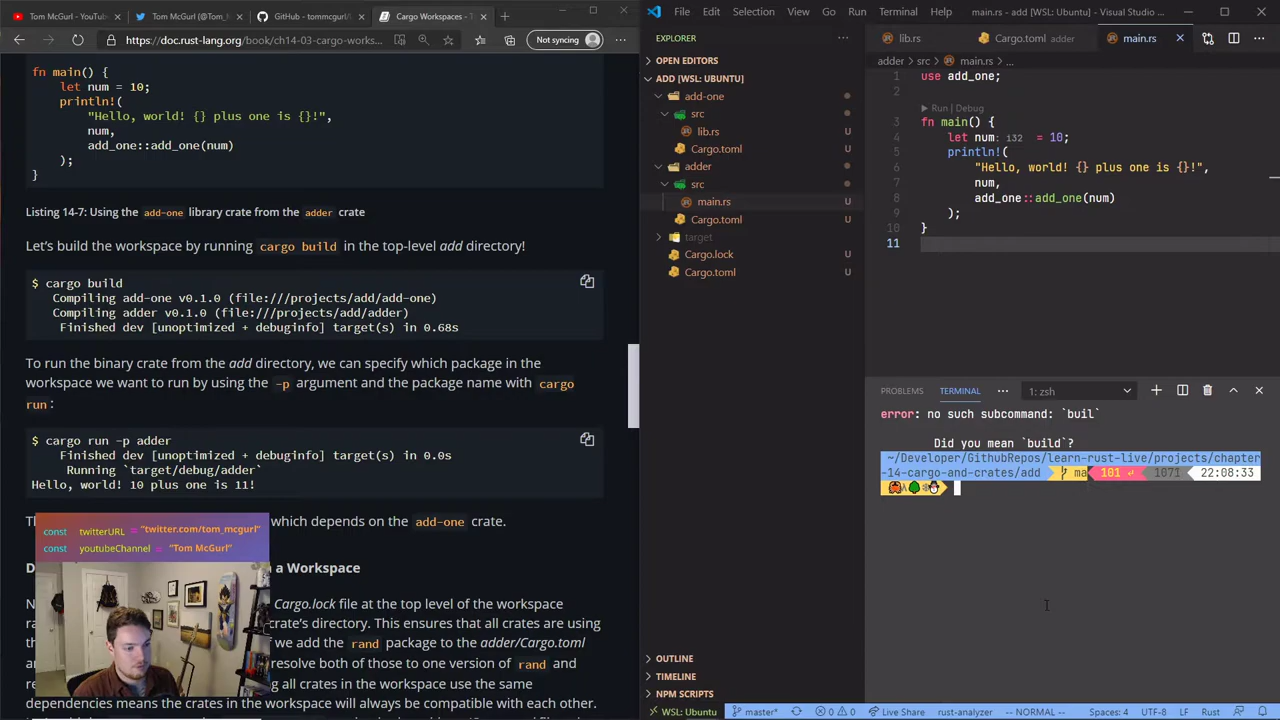 Tom McGurl - YouTub
Tom McGurl (@Tom_M
GitHub - tommcgurl/
Cargo Workspaces - T
https://doc.rust-lang.org/book/ch14-03-cargo-works...
Not syncing
fn main() {
let num = 10;
println!(
"Hello, world! {} plus one is {}!",
num,
add_one::add_one(num)
);
}
Listing 14-7: Using the add-one library crate from the adder crate
Let's build the workspace by running cargo build in the top-level add directory!
$ cargo build
Compiling add-one v0.1.0 (file:///projects/add/add-one)
Compiling adder v0.1.0 (file:///projects/add/adder)
Finished dev [unoptimized + debuginfo] target(s) in 0.68s
To run the binary crate from the add directory, we can specify which package in the
workspace we want to run by using the -p argument and the package name with cargo
run:
$ cargo run -p adder
Finished dev [unoptimized + debuginfo] target(s) in 0.0s
Running `target/debug/adder`
Hello, world! 10 plus one is 11!
which depends on the add-one crate.
const twitterURL = "twitter.com/tom_mcgurl"
const youtubeChannel = "Tom McGurl"
a Workspace
Cargo.lock file at the top level of the workspace
crate's directory. This ensures that all crates are using
we add the rand package to the adder/Cargo.toml
resolve both of those to one version of rand and
all crates in the workspace use the same
dependencies means the crates in the workspace will always be compatible with each other.
File Edit Selection View Go Run Terminal Help
main.rs - add [WSL: Ubuntu] - Visual Studio ...
EXPLORER
OPEN EDITORS
ADD [WSL: UBUNTU]
add-one
src
lib.rs U
Cargo.toml U
adder
src
main.rs U
Cargo.toml U
target
Cargo.lock U
Cargo.toml U
OUTLINE
TIMELINE
NPM SCRIPTS
lib.rs
Cargo.toml adder
main.rs
adder > src > main.rs > ...
1 use add_one;
2
Run | Debug
3 fn main() {
4 let num: i32 = 10;
5 println!(
6 "Hello, world! {} plus one is {}!",
7 num,
8 add_one::add_one(num)
9 );
10 }
11
PROBLEMS TERMINAL ... 1: zsh
error: no such subcommand: `buil`
Did you mean `build`?
~/Developer/GithubRepos/learn-rust-live/projects/chapter
-14-cargo-and-crates/add ma 101 1071 22:08:33
WSL: Ubuntu master* 0 0 Live Share rust-analyzer -- NORMAL -- Spaces: 4 UTF-8 LF Rust